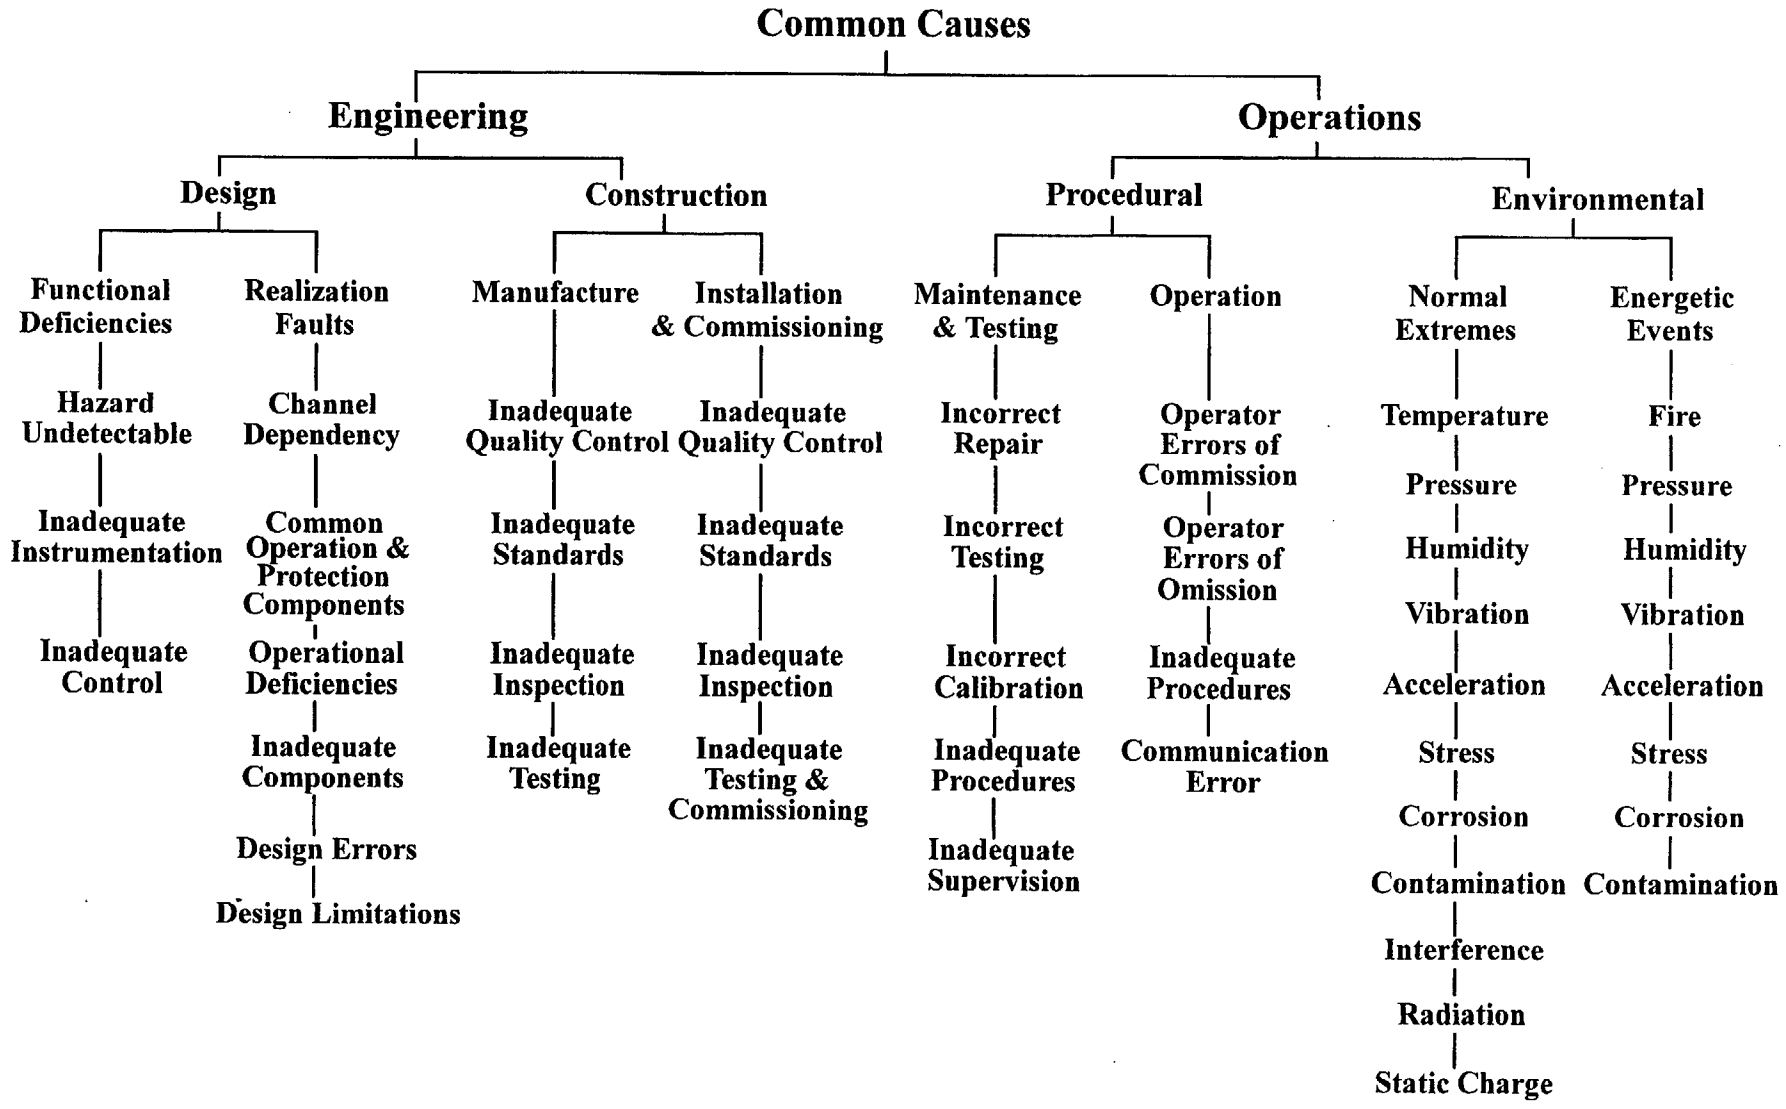 Common Causes
Engineering
Operations
Design
Construction
Procedural
Environmental
Functional
Deficiencies
Hazard
Undetectable
Inadequate
Instrumentation
Inadequate
Control
Realization
Faults
Channel
Dependency
Common
Operation &
Protection
Components
Operational
Deficiencies
Inadequate
Components
Design Errors
Design Limitations
Manufacture
Inadequate
Quality Control
Inadequate
Standards
Inadequate
Inspection
Inadequate
Testing
Installation
& Commissioning
Inadequate
Quality Control
Inadequate
Standards
Inadequate
Inspection
Inadequate
Testing &
Commissioning
Maintenance
& Testing
Incorrect
Repair
Incorrect
Testing
Incorrect
Calibration
Inadequate
Procedures
Inadequate
Supervision
Operation
Operator
Errors of
Commission
Operator
Errors of
Omission
Inadequate
Procedures
Communication
Error
Normal
Extremes
Temperature
Pressure
Humidity
Vibration
Acceleration
Stress
Corrosion
Contamination
Interference
Radiation
Static Charge
Energetic
Events
Fire
Pressure
Humidity
Vibration
Acceleration
Stress
Corrosion
Contamination